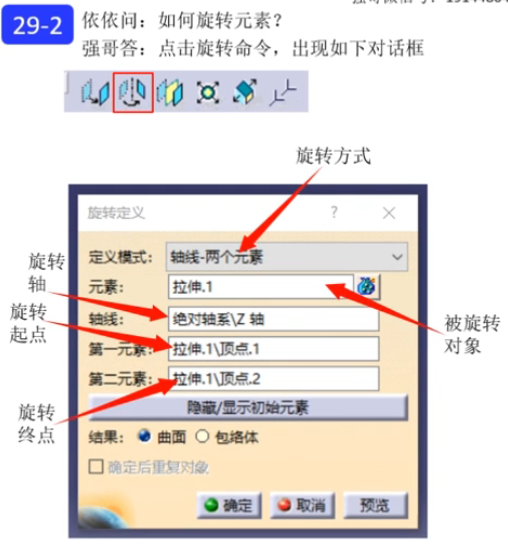 29-2
依依问：如何旋转元素？
强哥答：点击旋转命令，出现如下对话框
旋转方式
旋转定义 ? ×
定义模式： 轴线-两个元素
元素： 拉伸.1
轴线： 绝对轴系\Z 轴
第一元素： 拉伸.1\顶点.1
第二元素： 拉伸.1\顶点.2
隐藏/显示初始元素
结果： 曲面 包络体
确定后重复对象
确定 取消 预览
旋转
轴
旋转
起点
旋转
终点
被旋转
对象